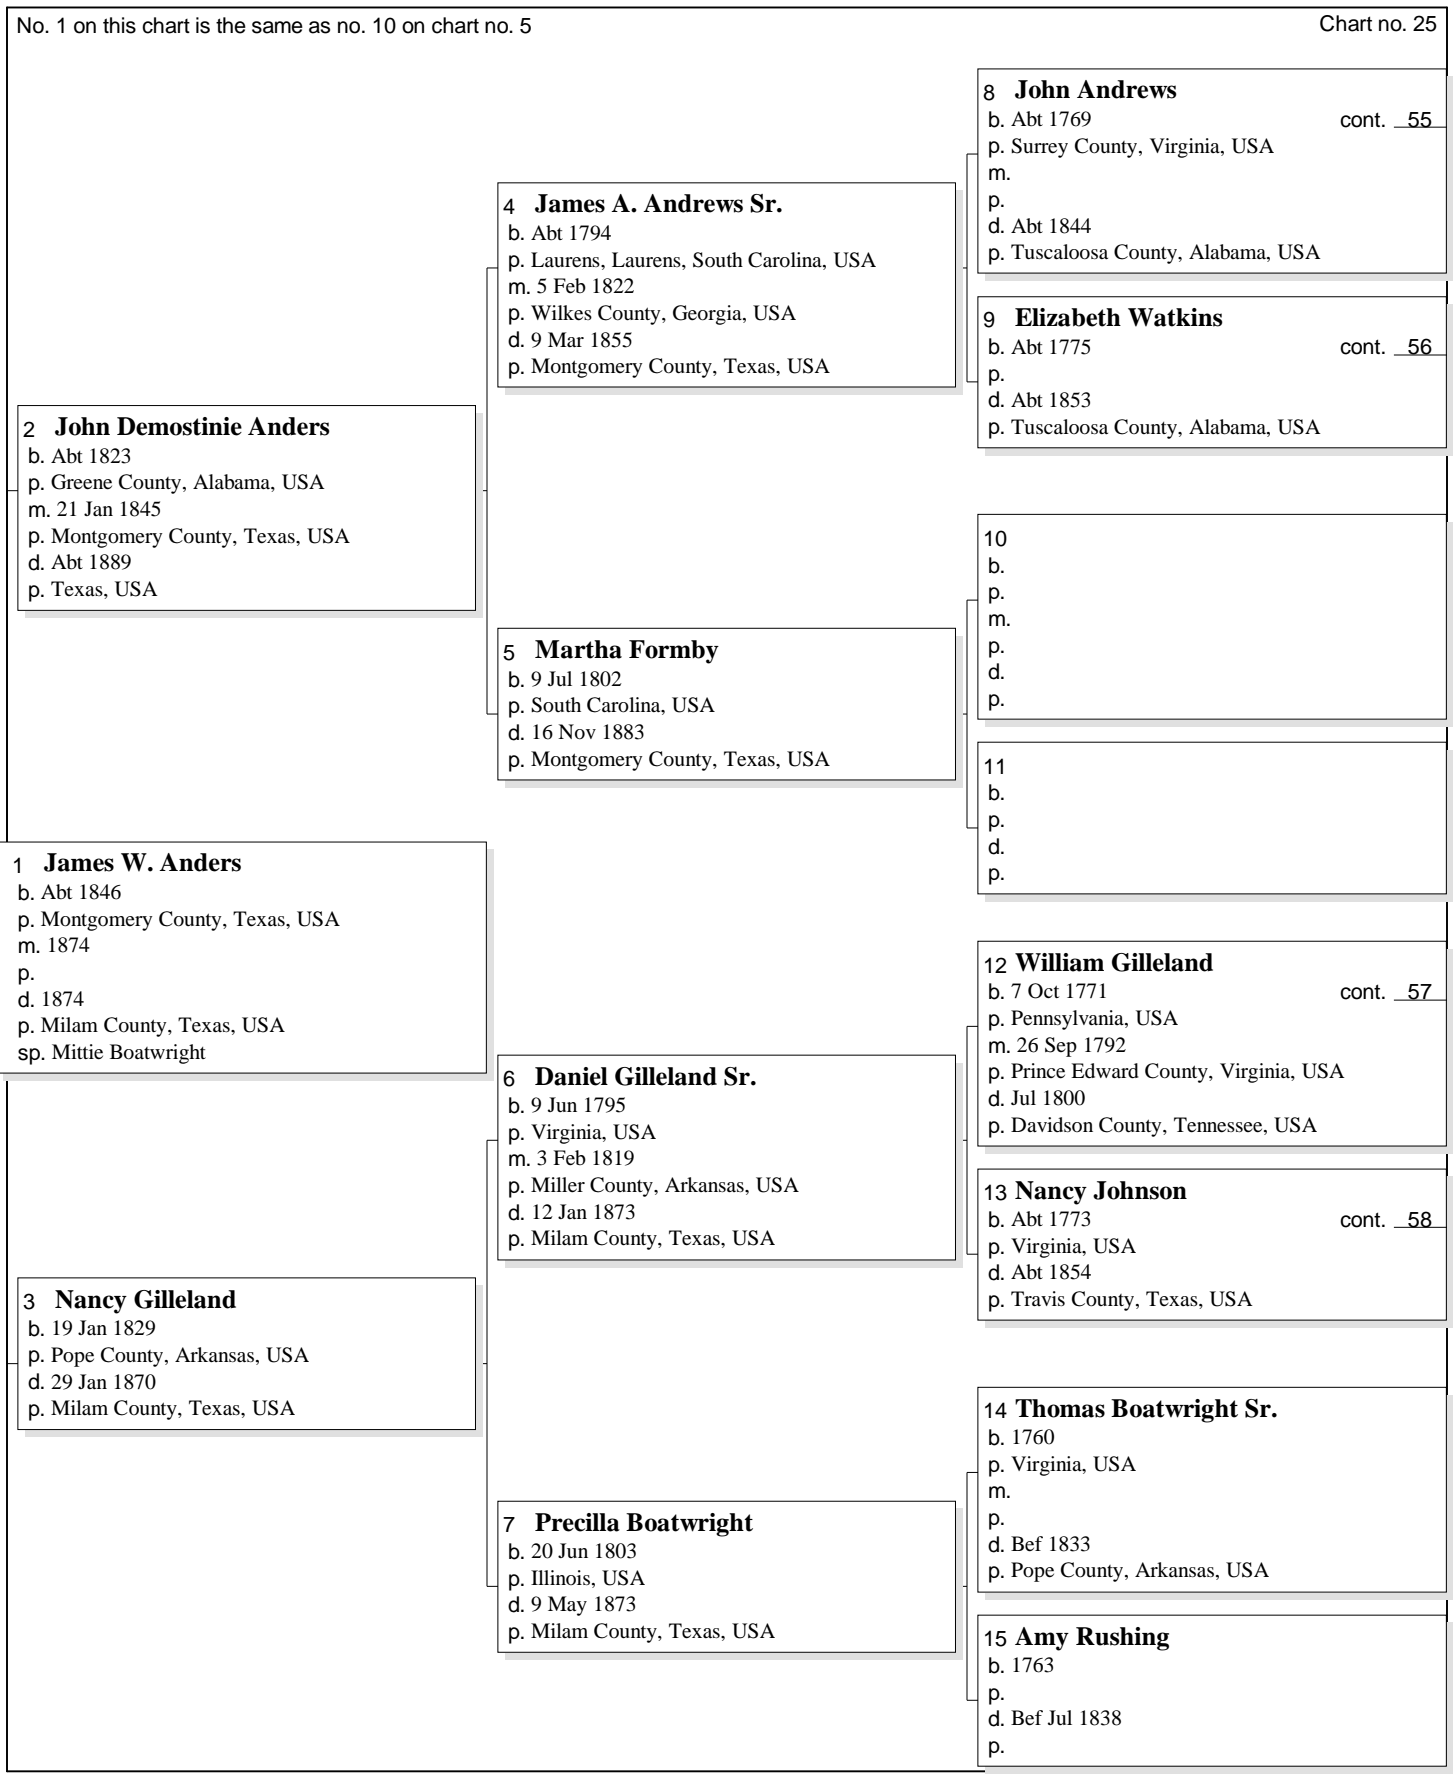 No. 1 on this chart is the same as no. 10 on chart no. 5
Chart no. 25
8 John Andrews
b. Abt 1769 cont. 55
p. Surrey County, Virginia, USA
m.
p.
d. Abt 1844
p. Tuscaloosa County, Alabama, USA
4 James A. Andrews Sr.
b. Abt 1794
p. Laurens, Laurens, South Carolina, USA
m. 5 Feb 1822
p. Wilkes County, Georgia, USA
d. 9 Mar 1855
p. Montgomery County, Texas, USA
9 Elizabeth Watkins
b. Abt 1775 cont. 56
p.
d. Abt 1853
p. Tuscaloosa County, Alabama, USA
2 John Demostinie Anders
b. Abt 1823
p. Greene County, Alabama, USA
m. 21 Jan 1845
p. Montgomery County, Texas, USA
d. Abt 1889
p. Texas, USA
10
b.
p.
m.
p.
d.
p.
5 Martha Formby
b. 9 Jul 1802
p. South Carolina, USA
d. 16 Nov 1883
p. Montgomery County, Texas, USA
11
b.
p.
d.
p.
1 James W. Anders
b. Abt 1846
p. Montgomery County, Texas, USA
m. 1874
p.
d. 1874
p. Milam County, Texas, USA
sp. Mittie Boatwright
12 William Gilleland
b. 7 Oct 1771 cont. 57
p. Pennsylvania, USA
m. 26 Sep 1792
p. Prince Edward County, Virginia, USA
d. Jul 1800
p. Davidson County, Tennessee, USA
6 Daniel Gilleland Sr.
b. 9 Jun 1795
p. Virginia, USA
m. 3 Feb 1819
p. Miller County, Arkansas, USA
d. 12 Jan 1873
p. Milam County, Texas, USA
13 Nancy Johnson
b. Abt 1773 cont. 58
p. Virginia, USA
d. Abt 1854
p. Travis County, Texas, USA
3 Nancy Gilleland
b. 19 Jan 1829
p. Pope County, Arkansas, USA
d. 29 Jan 1870
p. Milam County, Texas, USA
14 Thomas Boatwright Sr.
b. 1760
p. Virginia, USA
m.
p.
d. Bef 1833
p. Pope County, Arkansas, USA
7 Precilla Boatwright
b. 20 Jun 1803
p. Illinois, USA
d. 9 May 1873
p. Milam County, Texas, USA
15 Amy Rushing
b. 1763
p.
d. Bef Jul 1838
p.